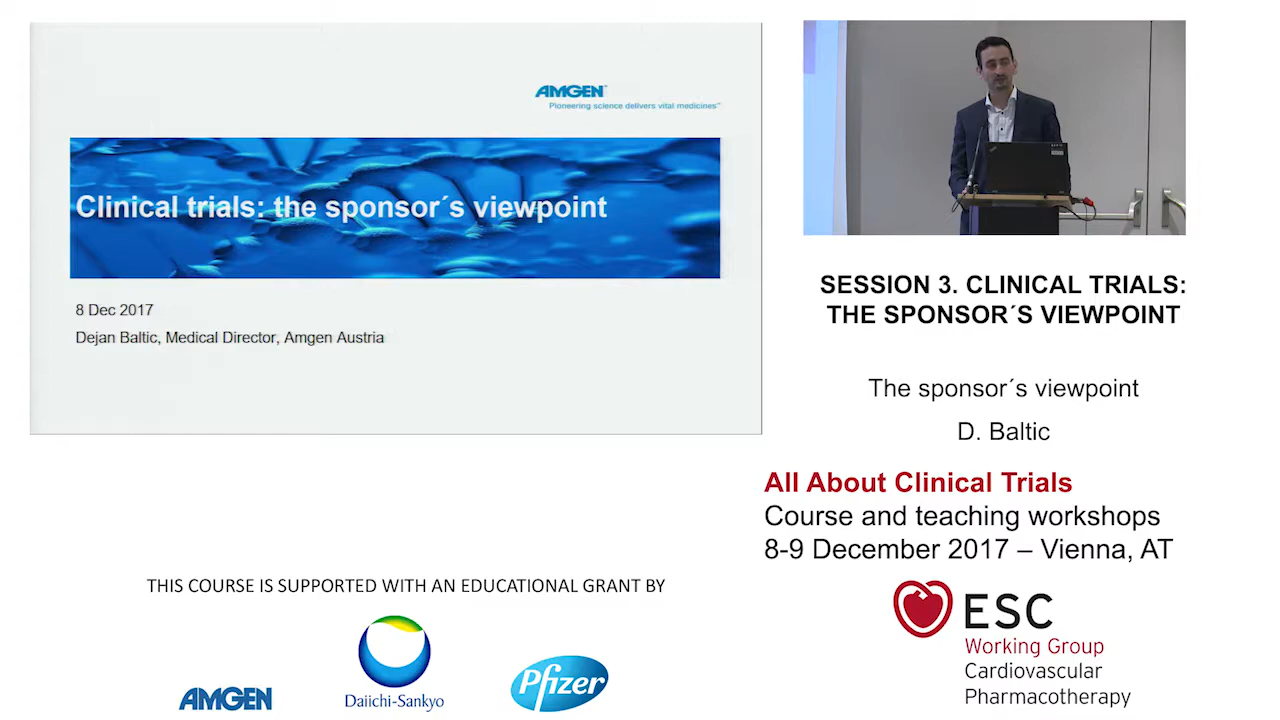 AMGEN
Pioneering science delivers vital medicines™
Clinical trials: the sponsor´s viewpoint
8 Dec 2017
Dejan Baltic, Medical Director, Amgen Austria
SESSION 3. CLINICAL TRIALS:
THE SPONSOR´S VIEWPOINT
The sponsor´s viewpoint
D. Baltic
All About Clinical Trials
Course and teaching workshops
8-9 December 2017 – Vienna, AT
THIS COURSE IS SUPPORTED WITH AN EDUCATIONAL GRANT BY
AMGEN
Daiichi-Sankyo
Pfizer
ESC
Working Group
Cardiovascular
Pharmacotherapy